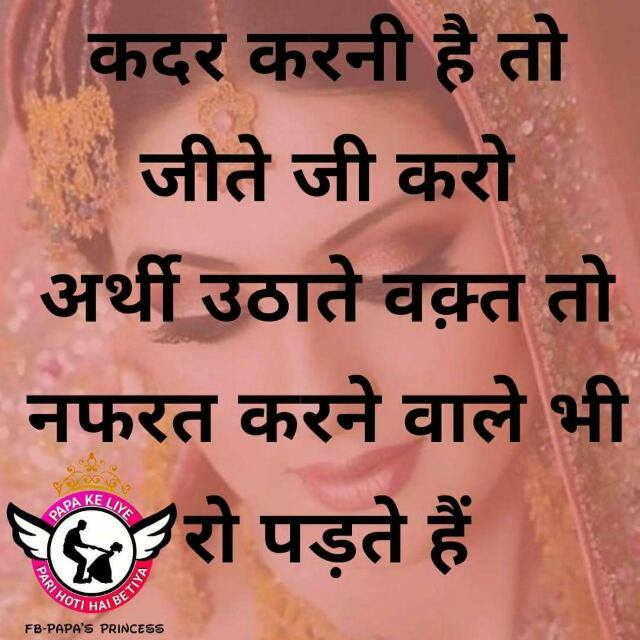 कदर करनी है तो
जीते जी करो
अर्थी उठाते वक़्त तो
नफरत करने वाले भी
रो पड़ते हैं
PAPA KE LIYE
PARI HOTI HAI BETIYA
FB-PAPA'S PRINCESS